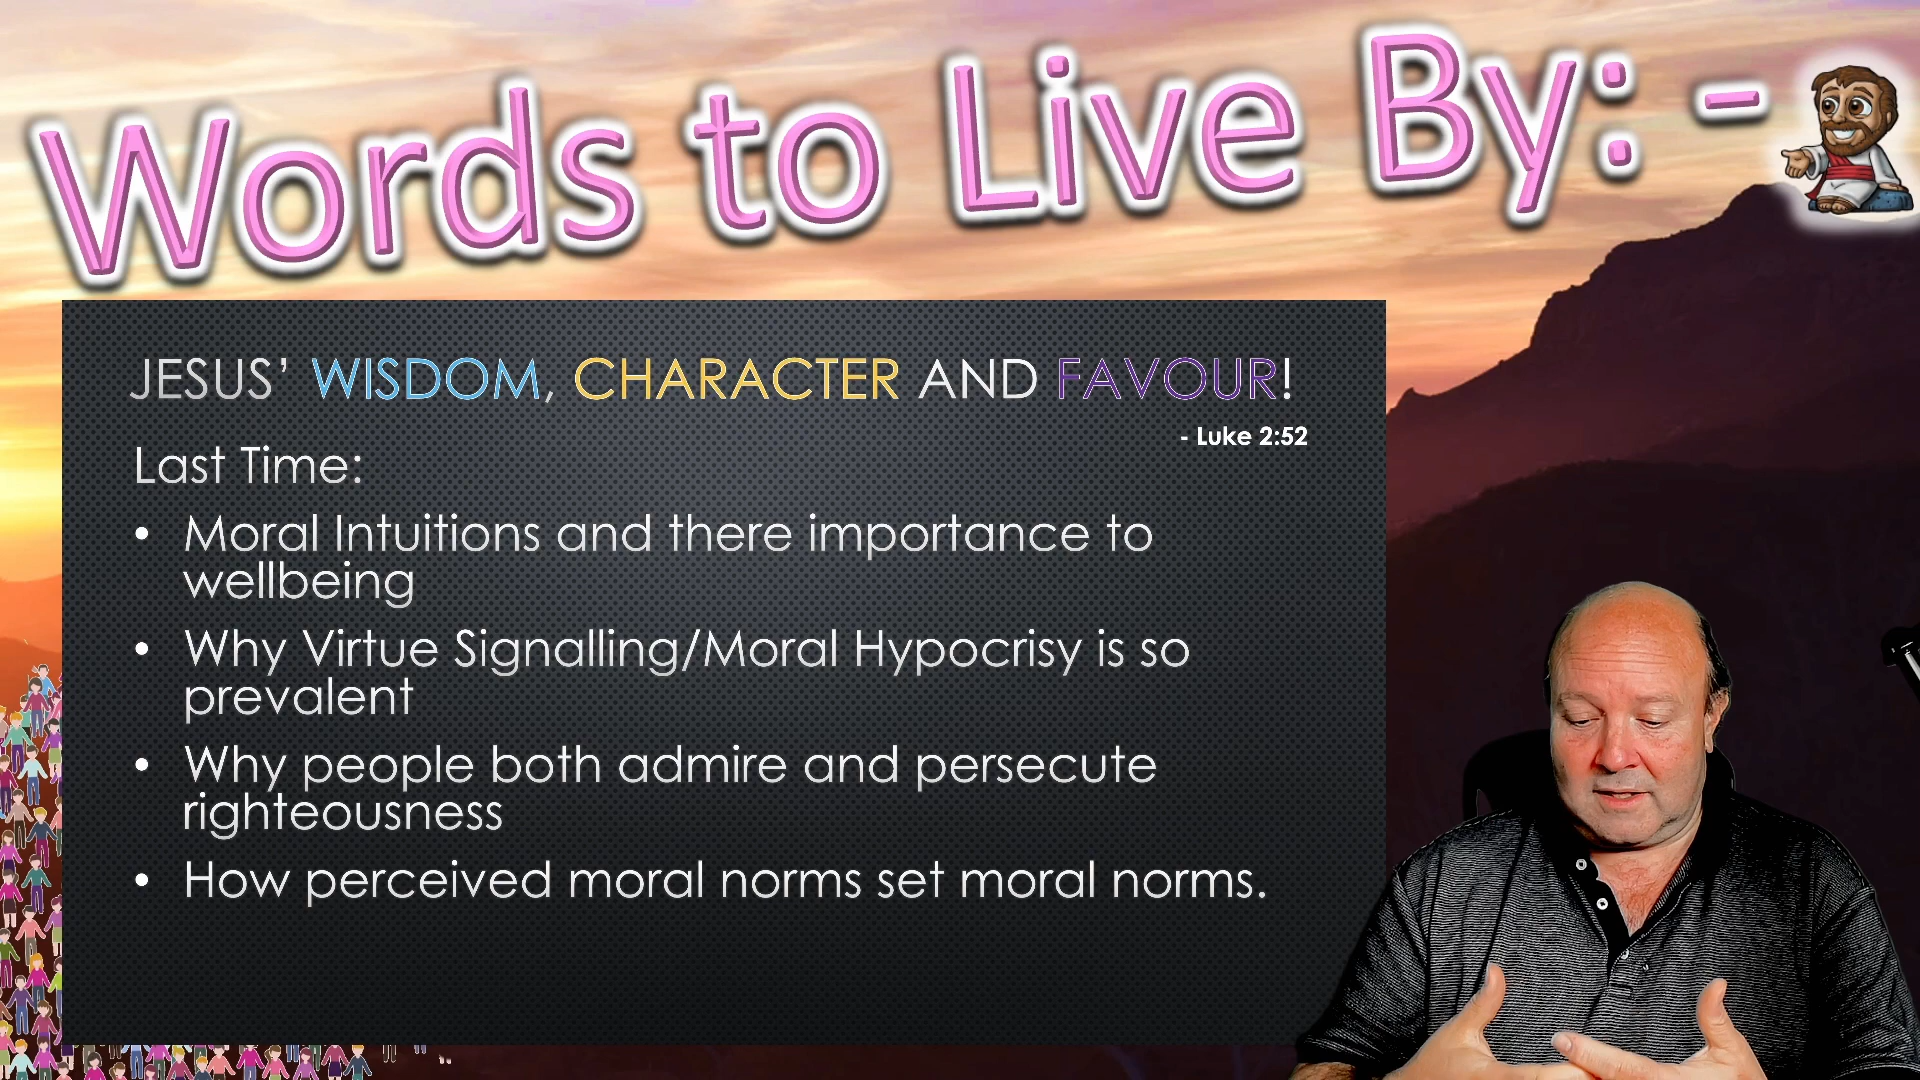 Words to Live By: -
JESUS’ WISDOM, CHARACTER AND FAVOUR!
- Luke 2:52
Last Time:
• Moral Intuitions and there importance to
wellbeing
• Why Virtue Signalling/Moral Hypocrisy is so
prevalent
• Why people both admire and persecute
righteousness
• How perceived moral norms set moral norms.